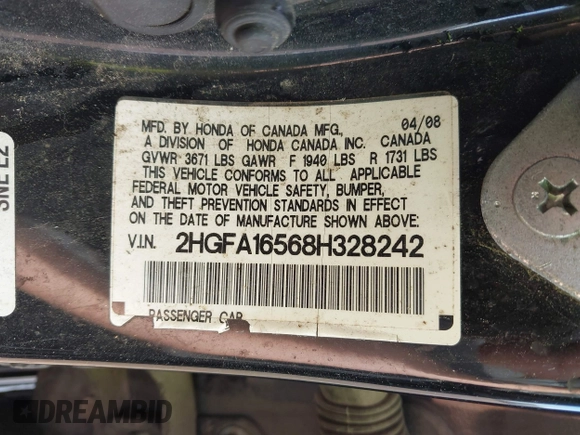 MFD. BY HONDA OF CANADA MFG., 04/08
A DIVISION OF HONDA CANADA INC. CANADA
GVWR 3671 LBS GAWR F 1940 LBS R 1731 LBS
THIS VEHICLE CONFORMS TO ALL APPLICABLE
FEDERAL MOTOR VEHICLE SAFETY, BUMPER,
AND THEFT PREVENTION STANDARDS IN EFFECT
ON THE DATE OF MANUFACTURE SHOWN ABOVE:
V.I.N. 2HGFA16568H328242
PASSENGER CAR
DREAMBID